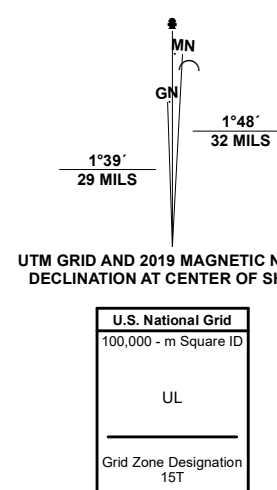 MN
GN
1°48´
32 MILS
1°39´
29 MILS
UTM GRID AND 2019 MAGNETIC N
DECLINATION AT CENTER OF SH
U.S. National Grid
100,000 - m Square ID
UL
Grid Zone Designation
15T